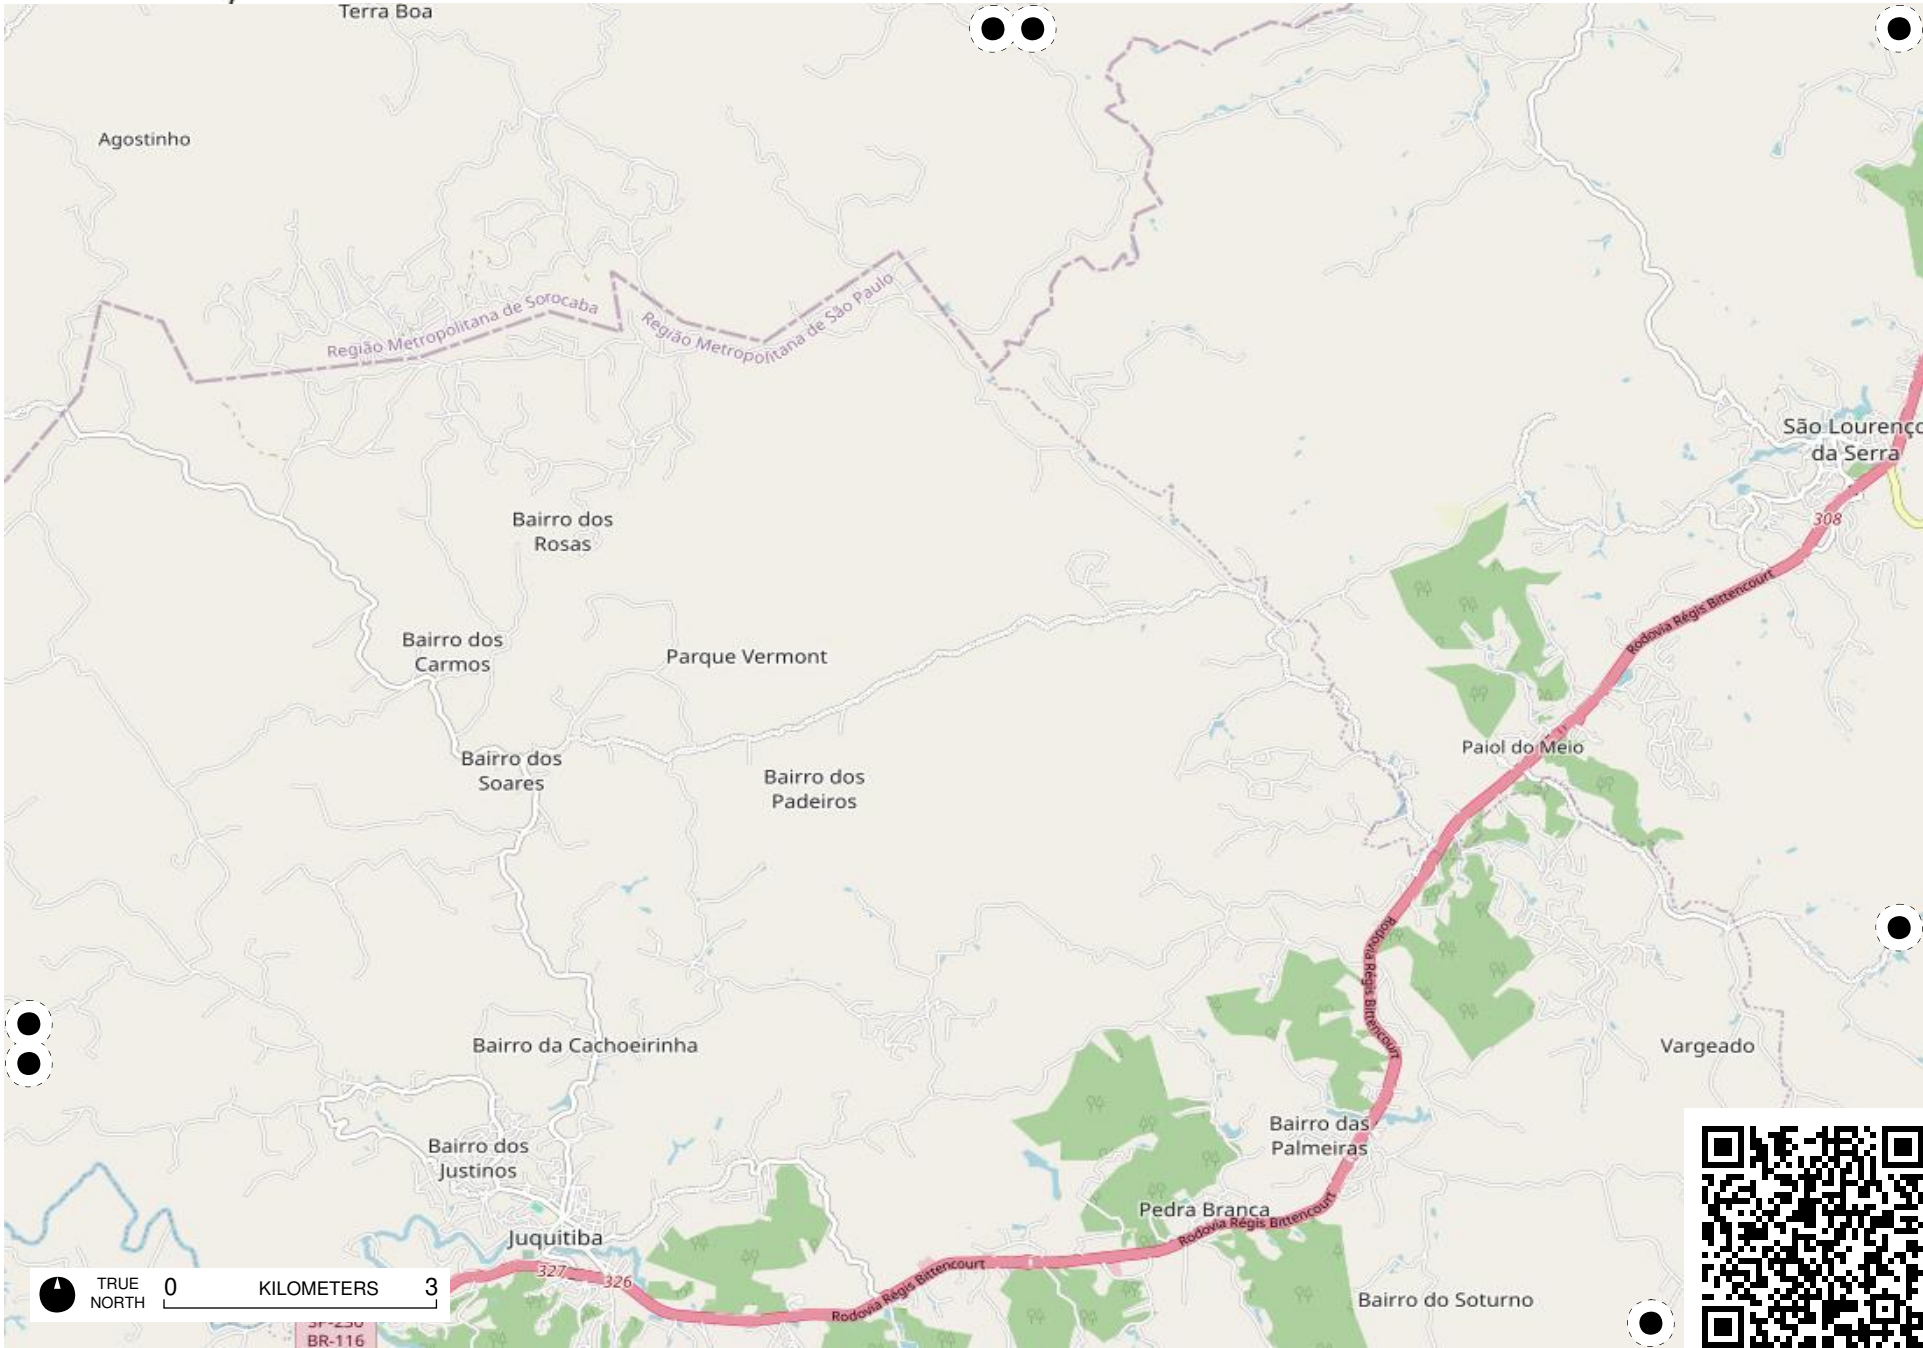 Terra Boa
Agostinho
Região Metropolitana de Sorocaba
Região Metropolitana de São Paulo
São Lourenço
da Serra
308
Bairro dos
Rosas
Rodovia Régis Bittencourt
Bairro dos
Carmos
Parque Vermont
Paiol do Meio
Bairro dos
Soares
Bairro dos
Padeiros
Rodovia Régis Bittencourt
Bairro da Cachoeirinha
Vargeado
Bairro das
Palmeiras
Bairro dos
Justinos
Pedra Branca
Rodovia Régis Bittencourt
Juquitiba
327
326
Rodovia Régis Bittencourt
TRUE
NORTH
0 KILOMETERS 3
Bairro do Soturno
BR-116